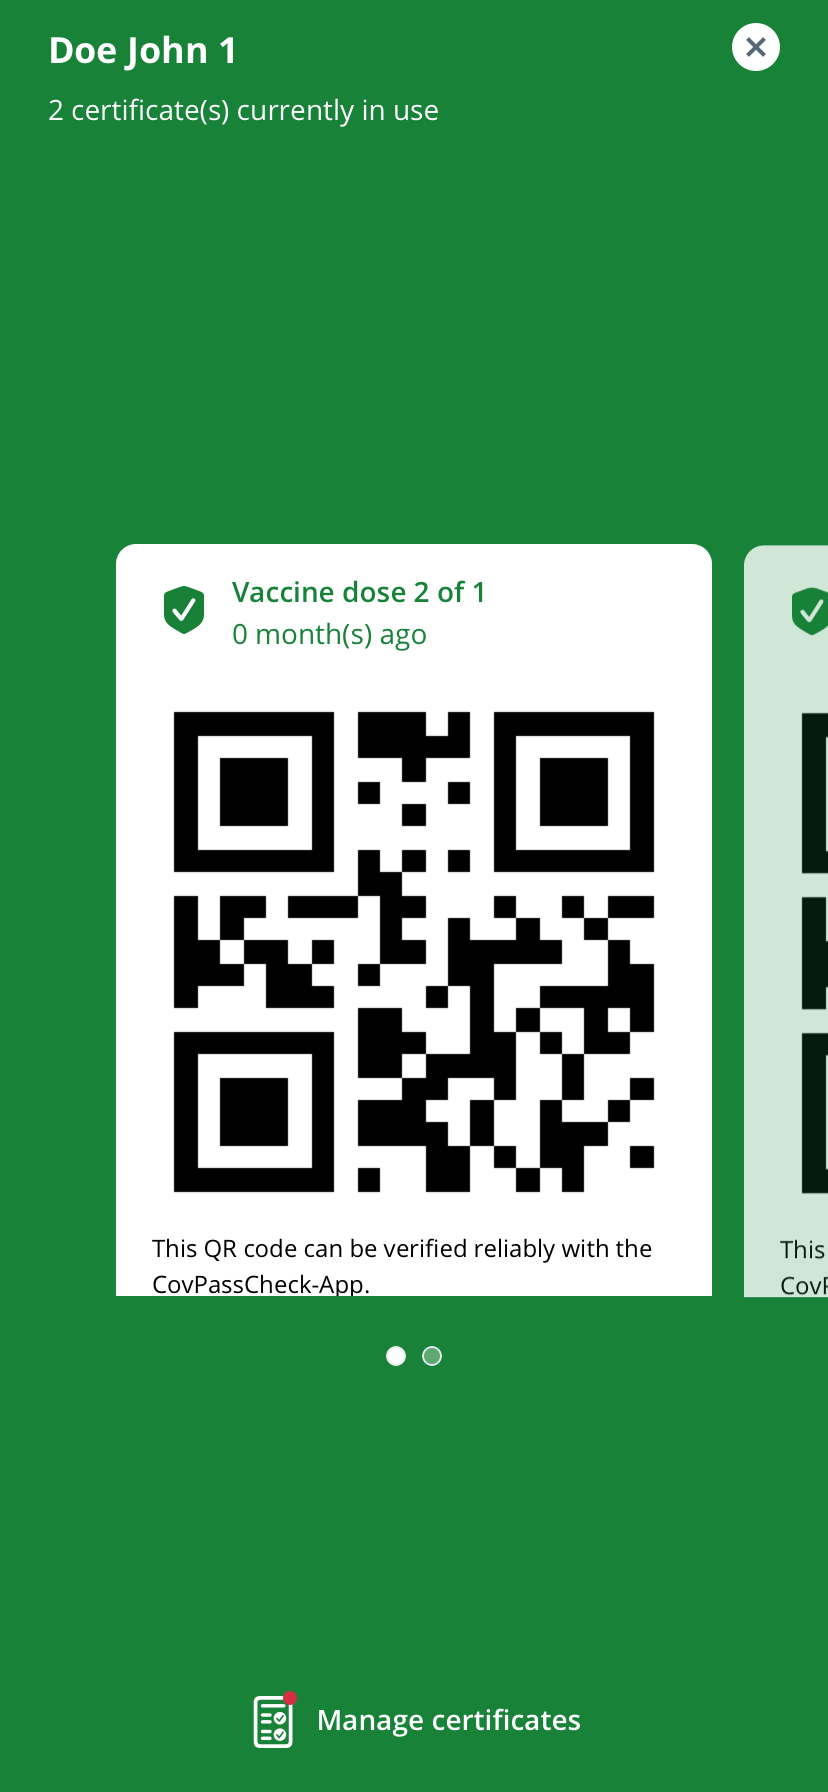 Doe John 1
2 certificate(s) currently in use
Vaccine dose 2 of 1
0 month(s) ago
This QR code can be verified reliably with the
CovPassCheck-App.
This
Manage certificates